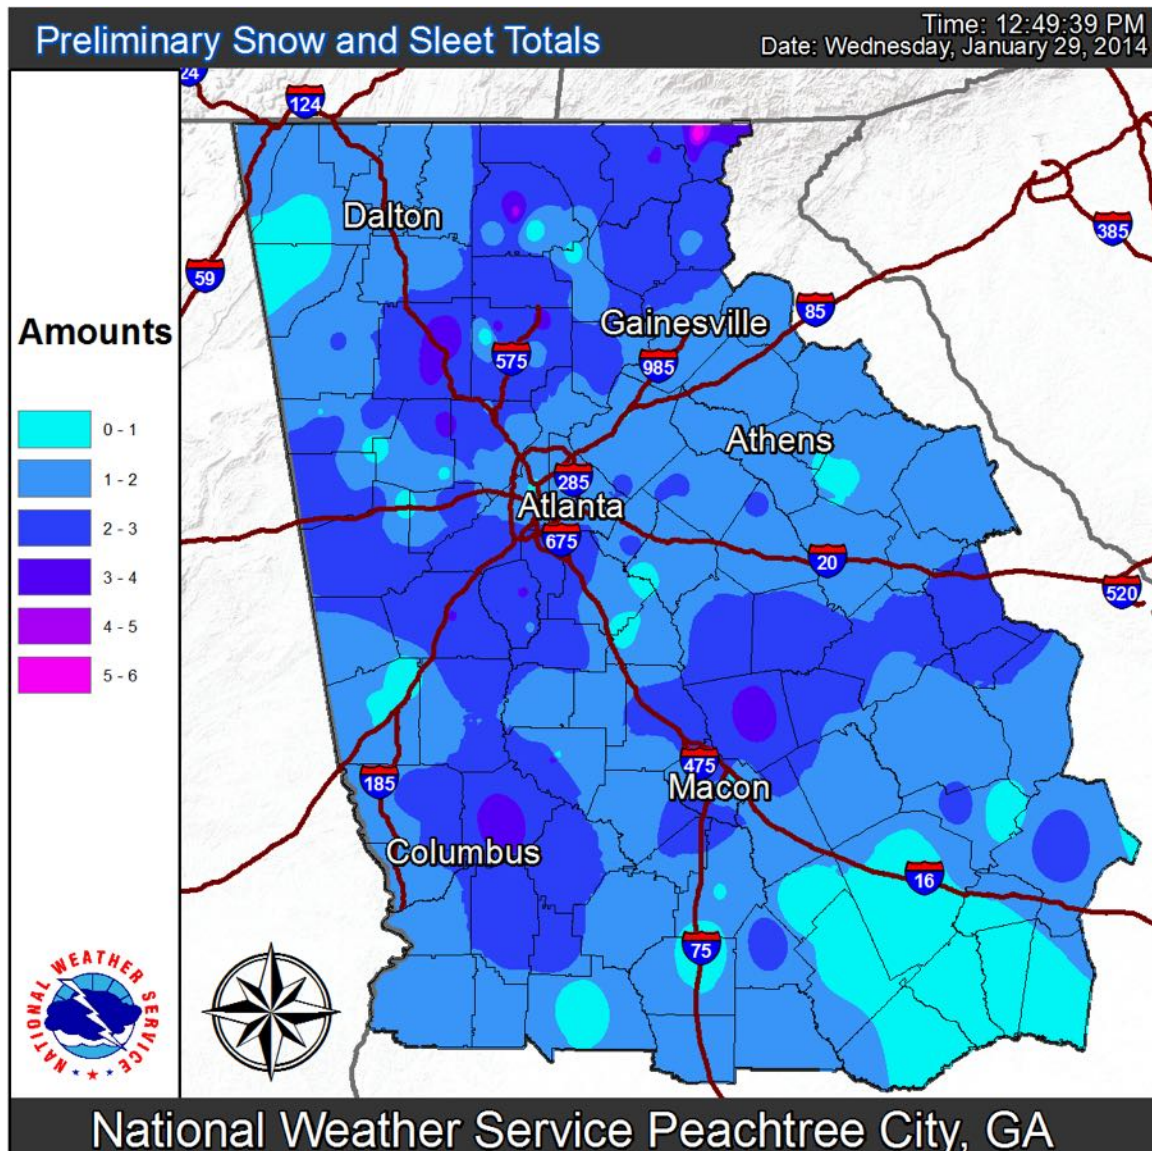 Preliminary Snow and Sleet Totals
Time: 12:49:39 PM
Date: Wednesday, January 29, 2014
24
124
Dalton
385
59
85
Amounts
Gainesville
575
985
0 - 1
Athens
1 - 2
285
Atlanta
2 - 3
675
20
3 - 4
520
4 - 5
5 - 6
475
185
Macon
Columbus
16
75
NATIONAL WEATHER SERVICE
National Weather Service Peachtree City, GA